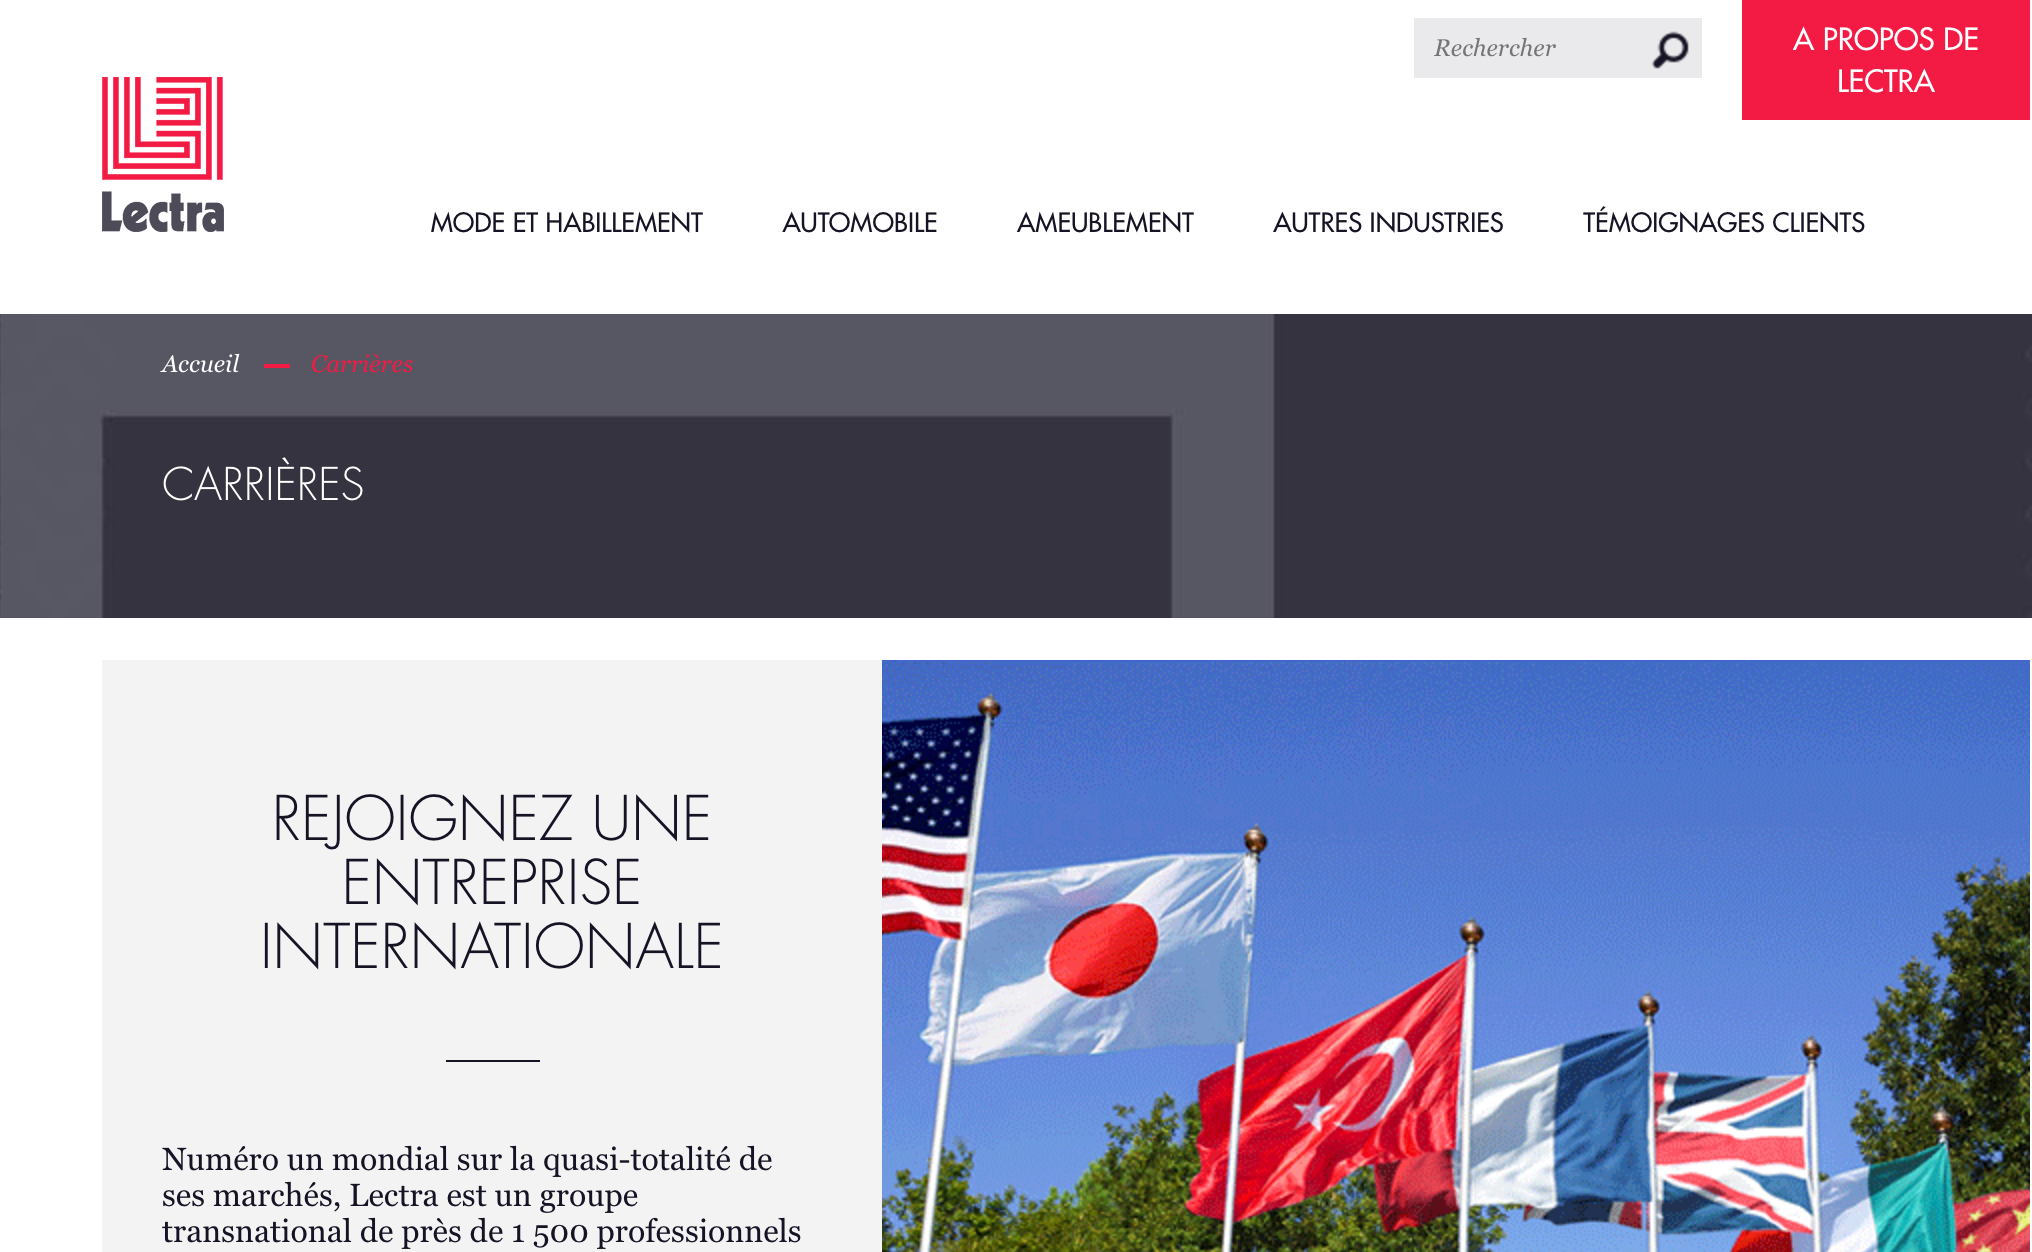 Rechercher
A PROPOS DE
LECTRA
Lectra
MODE ET HABILLEMENT
AUTOMOBILE
AMEUBLEMENT
AUTRES INDUSTRIES
TÉMOIGNAGES CLIENTS
Accueil — Carrières
CARRIÈRES
REJOIGNEZ UNE
ENTREPRISE
INTERNATIONALE
Numéro un mondial sur la quasi-totalité de
ses marchés, Lectra est un groupe
transnational de près de 1 500 professionnels